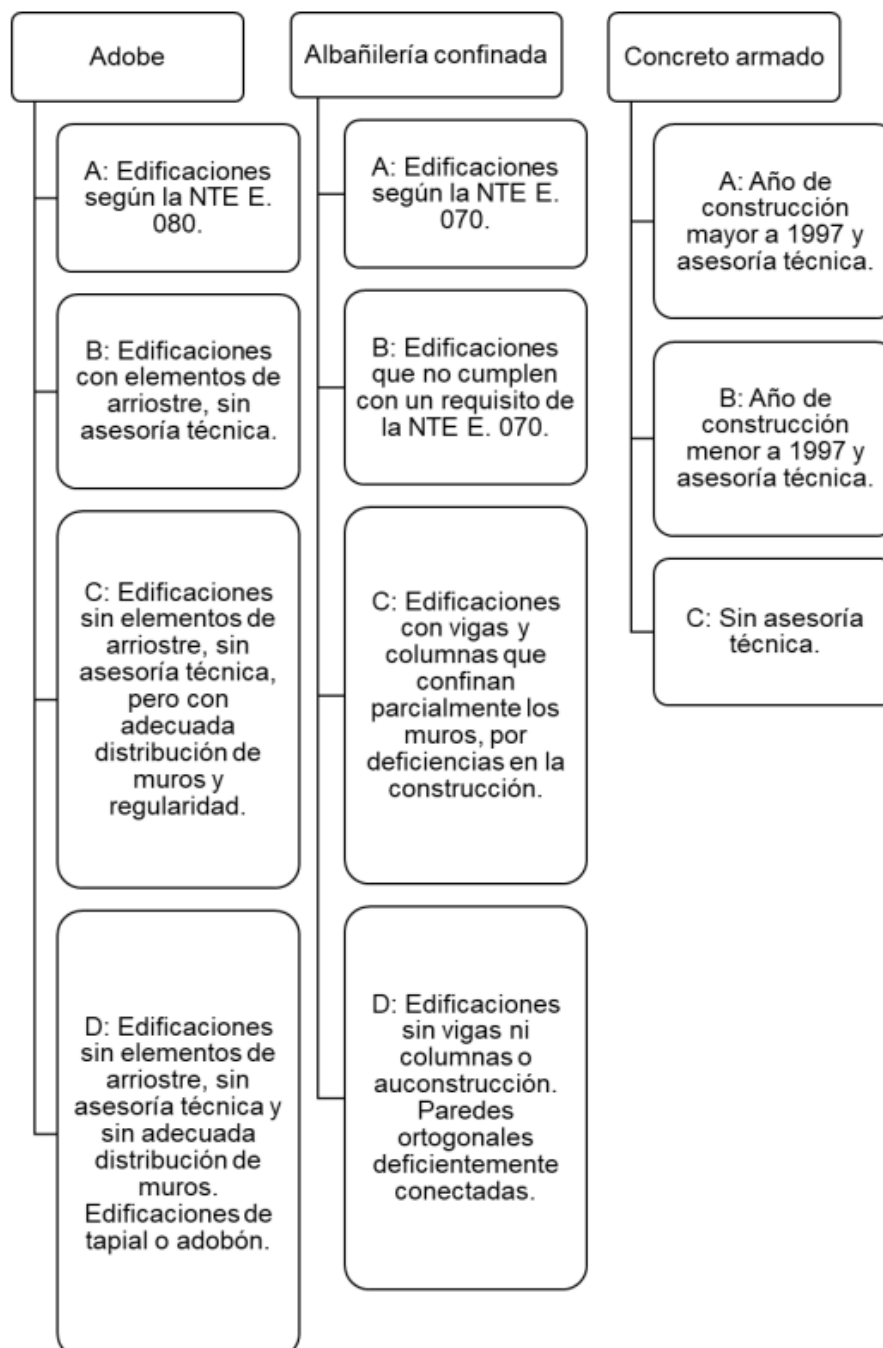 Adobe
A: Edificaciones
según la NTE E.
080.
B: Edificaciones
con elementos de
arriostre, sin
asesoría técnica.
C: Edificaciones
sin elementos de
arriostre, sin
asesoría técnica,
pero con
adecuada
distribución de
muros y
regularidad.
D: Edificaciones
sin elementos de
arriostre, sin
asesoría técnica y
sin adecuada
distribución de
muros.
Edificaciones de
tapial o adobón.
Albañilería confinada
A: Edificaciones
según la NTE E.
070.
B: Edificaciones
que no cumplen
con un requisito de
la NTE E. 070.
C: Edificaciones
con vigas y
columnas que
confinan
parcialmente los
muros, por
deficiencias en la
construcción.
D: Edificaciones
sin vigas ni
columnas o
auconstrucción.
Paredes
ortogonales
deficientemente
conectadas.
Concreto armado
A: Año de
construcción
mayor a 1997 y
asesoría técnica.
B: Año de
construcción
menor a 1997 y
asesoría técnica.
C: Sin asesoría
técnica.